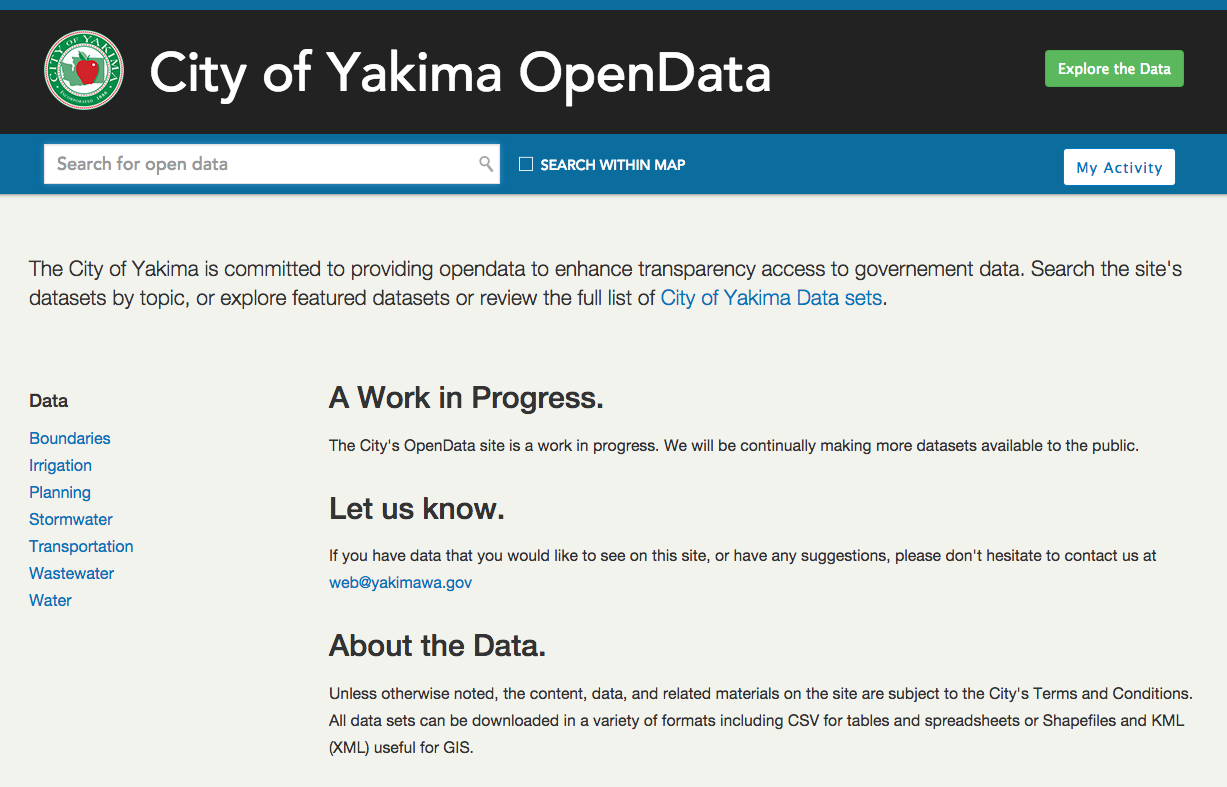 CITY OF YAKIMA
INCORPORATED 1886
City of Yakima OpenData
Explore the Data
Search for open data
SEARCH WITHIN MAP
My Activity
The City of Yakima is committed to providing opendata to enhance transparency access to governement data. Search the site's
datasets by topic, or explore featured datasets or review the full list of City of Yakima Data sets.
Data
Boundaries
Irrigation
Planning
Stormwater
Transportation
Wastewater
Water
A Work in Progress.
The City's OpenData site is a work in progress. We will be continually making more datasets available to the public.
Let us know.
If you have data that you would like to see on this site, or have any suggestions, please don't hesitate to contact us at
web@yakimawa.gov
About the Data.
Unless otherwise noted, the content, data, and related materials on the site are subject to the City's Terms and Conditions.
All data sets can be downloaded in a variety of formats including CSV for tables and spreadsheets or Shapefiles and KML
(XML) useful for GIS.